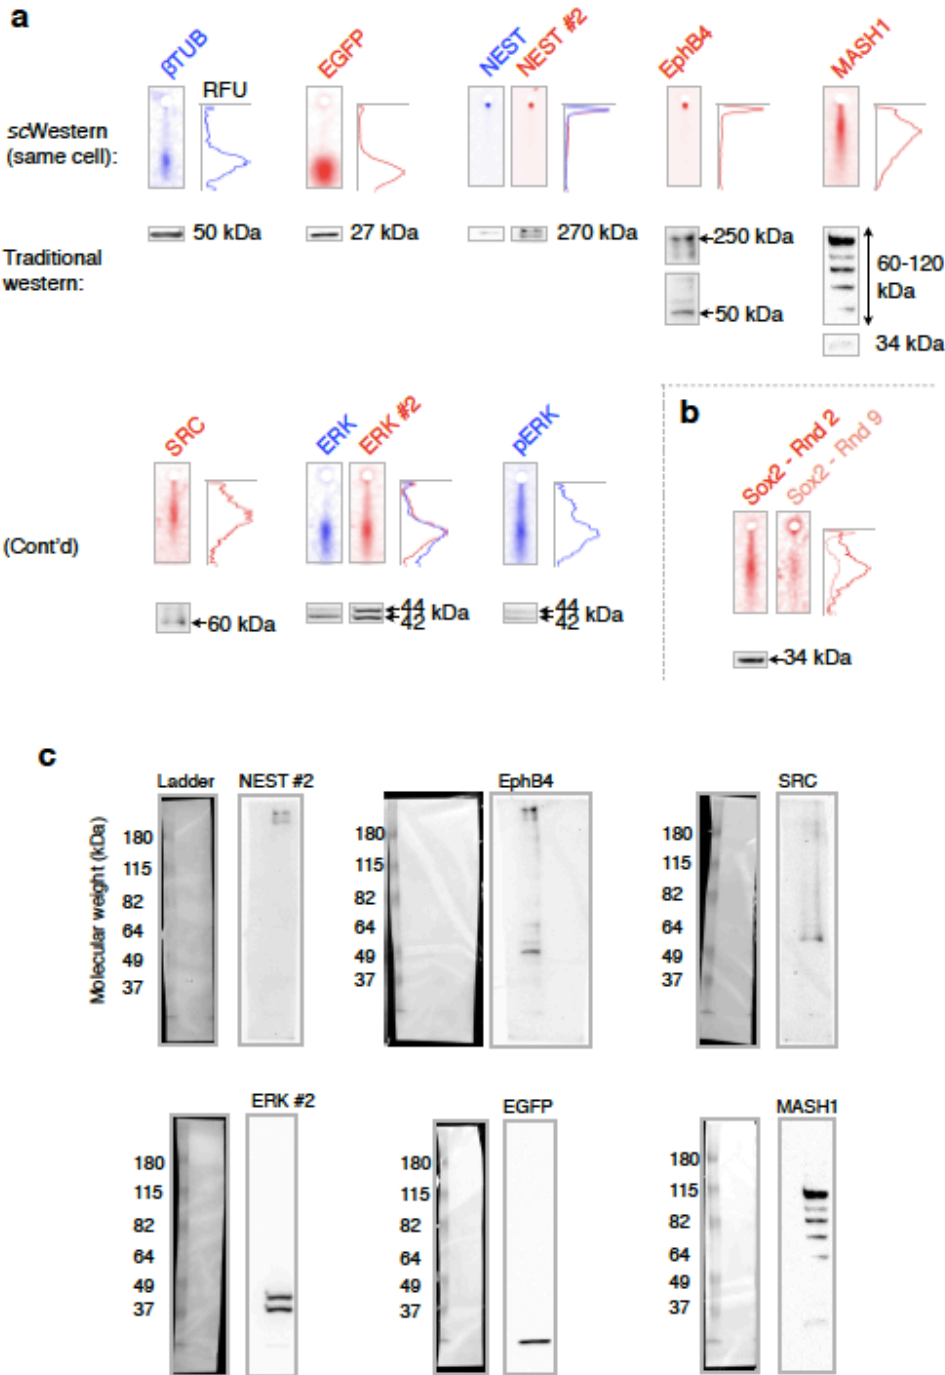 a
βTUB
EGFP
NEST
NEST #2
EphB4
MASH1
RFU
scWestern
(same cell):
Traditional
western:
50 kDa
27 kDa
270 kDa
250 kDa
50 kDa
60-120
kDa
34 kDa
SRC
ERK
ERK #2
pERK
(Cont'd)
60 kDa
44
42
kDa
44
42
kDa
b
Sox2 - Rnd 2
Sox2 - Rnd 9
34 kDa
c
Ladder
NEST #2
EphB4
SRC
Molecular weight (kDa)
180
115
82
64
49
37
180
115
82
64
49
37
180
115
82
64
49
37
ERK #2
EGFP
MASH1
180
115
82
64
49
37
180
115
82
64
49
37
180
115
82
64
49
37